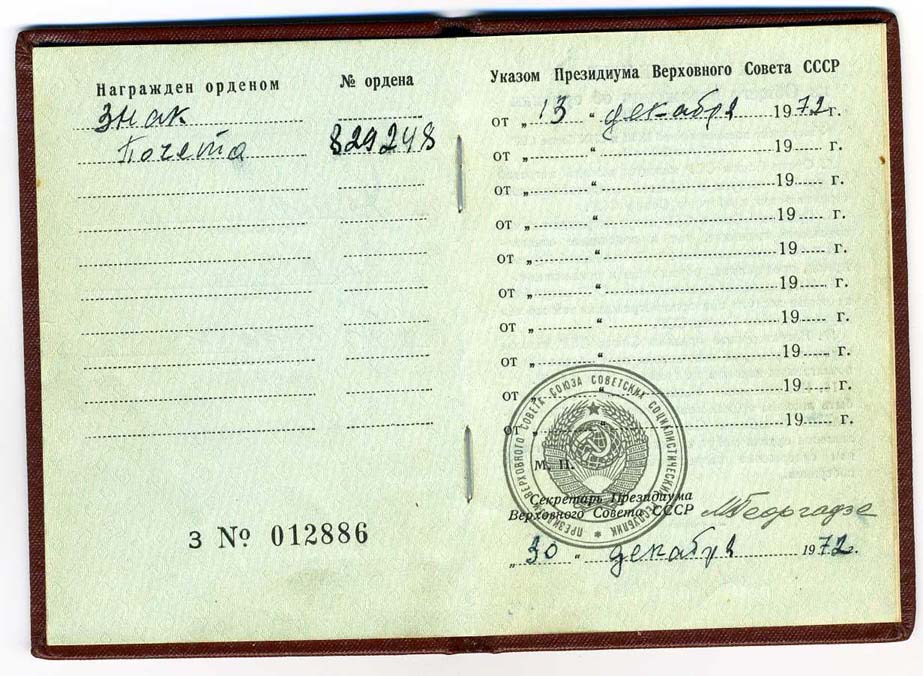 Награжден орденом
№ ордена
Знак
Почета
829248
З № 012886
Указом Президиума Верховного Совета СССР
от „ 13 “ декабря 1972 г.
от „ “ 19 г.
от „ “ 19 г.
от „ “ 19 г.
от „ “ 19 г.
от „ “ 19 г.
от „ “ 19 г.
от „ “ 19 г.
от „ “ 19 г.
от „ “ 19 г.
ПРЕЗИДИУМ ВЕРХОВНОГО СОВЕТА СОЮЗА СОВЕТСКИХ СОЦИАЛИСТИЧЕСКИХ РЕСПУБЛИК
М. П.
Секретарь Президиума
Верховного Совета СССР
МГеоргадзе
„ 30 “ декабря 1972 г.